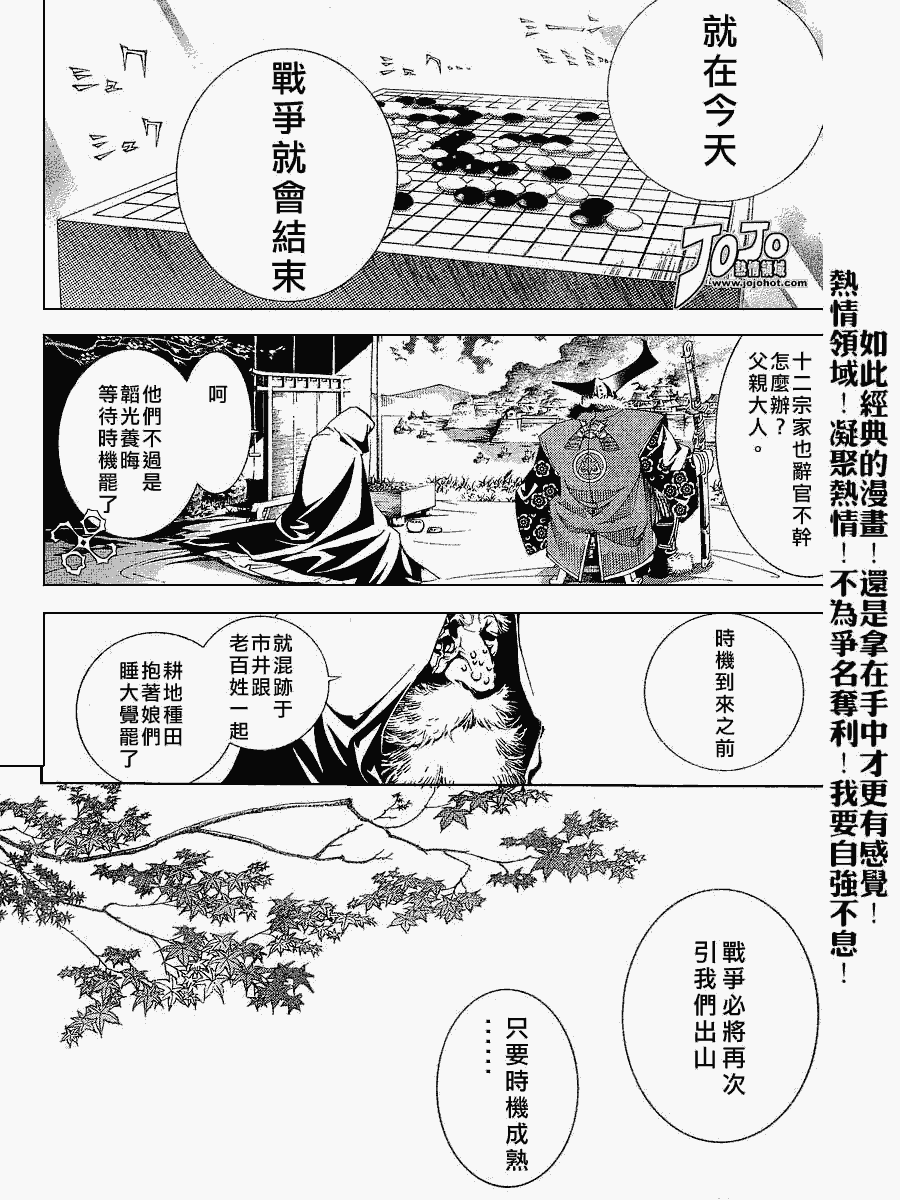 就在今天
戰爭就會結束
JOJO
熱情領域
www.jojohot.com
十二宗家也辭官不幹
怎麼辦？
父親大人。
呵
他們不過是
韜光養晦
等待時機罷了
時機到來之前
就混跡于
市井跟
老百姓一起
耕地種田
抱著娘們
睡大覺罷了
戰爭必將再次
引我們出山
只要時機成熟
……
如此經典的漫畫！還是拿在手中才更有感覺！
熱情領域！凝聚熱情！不為爭名奪利！我要自強不息！